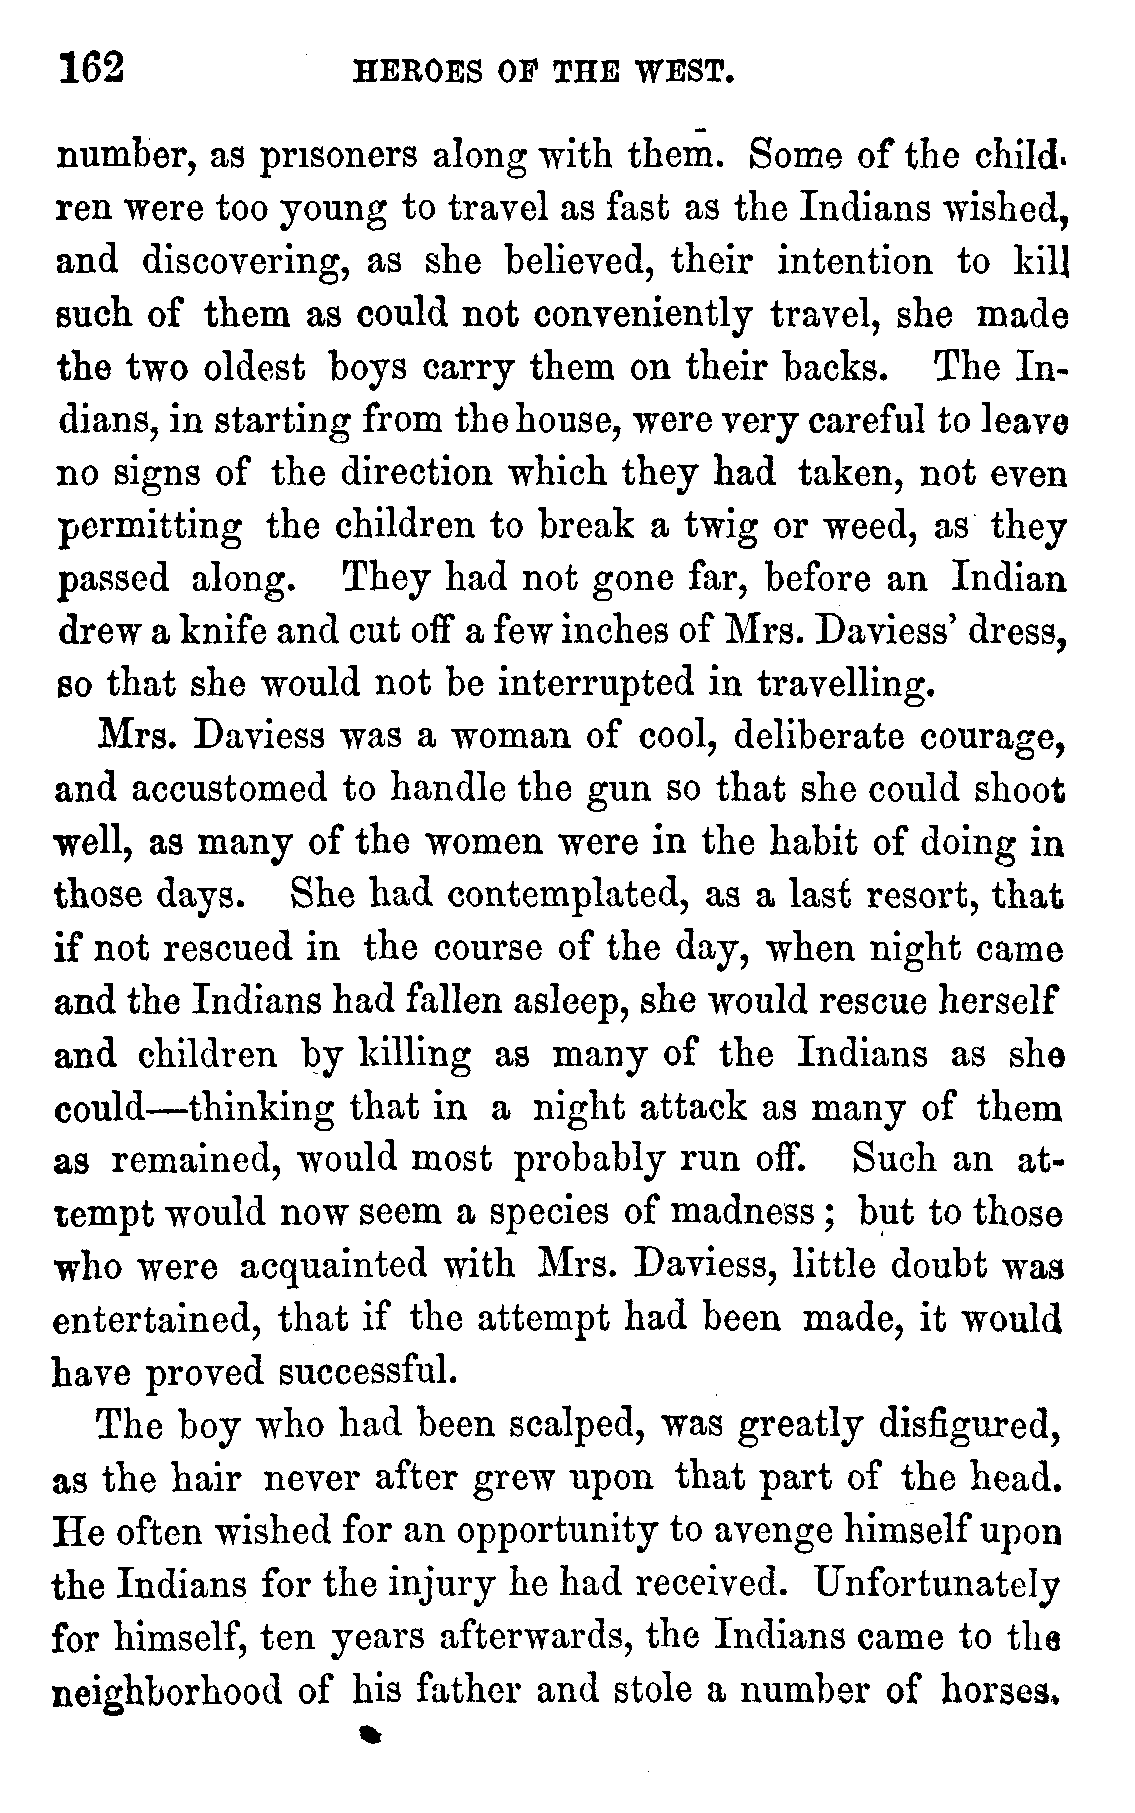 162 HEROES OF THE WEST.
number, as prisoners along with them. Some of the child-
ren were too young to travel as fast as the Indians wished,
and discovering, as she believed, their intention to kill
such of them as could not conveniently travel, she made
the two oldest boys carry them on their backs. The In-
dians, in starting from the house, were very careful to leave
no signs of the direction which they had taken, not even
permitting the children to break a twig or weed, as they
passed along. They had not gone far, before an Indian
drew a knife and cut off a few inches of Mrs. Daviess' dress,
so that she would not be interrupted in travelling.
Mrs. Daviess was a woman of cool, deliberate courage,
and accustomed to handle the gun so that she could shoot
well, as many of the women were in the habit of doing in
those days. She had contemplated, as a last resort, that
if not rescued in the course of the day, when night came
and the Indians had fallen asleep, she would rescue herself
and children by killing as many of the Indians as she
could—thinking that in a night attack as many of them
as remained, would most probably run off. Such an at-
tempt would now seem a species of madness; but to those
who were acquainted with Mrs. Daviess, little doubt was
entertained, that if the attempt had been made, it would
have proved successful.
The boy who had been scalped, was greatly disfigured,
as the hair never after grew upon that part of the head.
He often wished for an opportunity to avenge himself upon
the Indians for the injury he had received. Unfortunately
for himself, ten years afterwards, the Indians came to the
neighborhood of his father and stole a number of horses.